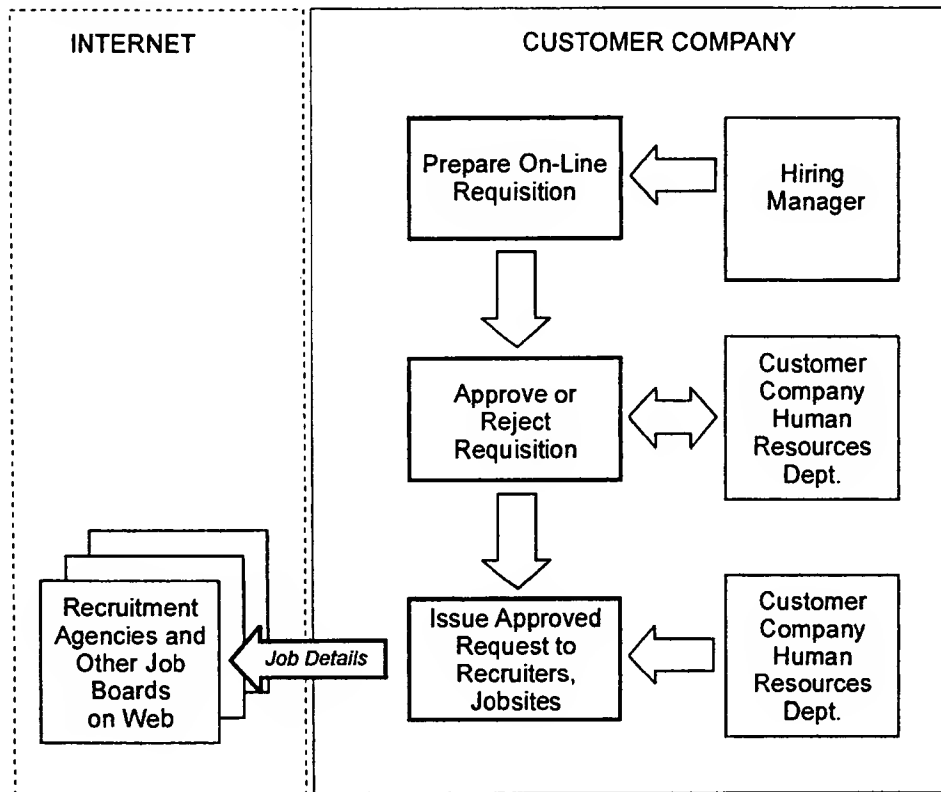 INTERNET
CUSTOMER COMPANY
Prepare On-Line
Requisition
Hiring
Manager
Approve or
Reject
Requisition
Customer
Company
Human
Resources
Dept.
Recruitment
Agencies and
Other Job
Boards
on Web
Job Details
Issue Approved
Request to
Recruiters,
Jobsites
Customer
Company
Human
Resources
Dept.